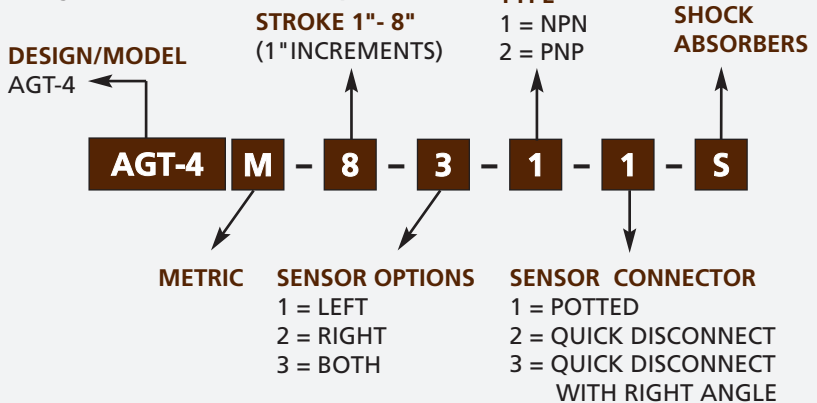 STROKE 1"- 8"
(1"INCREMENTS)
1 = NPN
2 = PNP
SHOCK
ABSORBERS
DESIGN/MODEL
AGT-4
AGT-4 M - 8 - 3 - 1 - 1 - S
METRIC
SENSOR OPTIONS
1 = LEFT
2 = RIGHT
3 = BOTH
SENSOR CONNECTOR
1 = POTTED
2 = QUICK DISCONNECT
3 = QUICK DISCONNECT
WITH RIGHT ANGLE